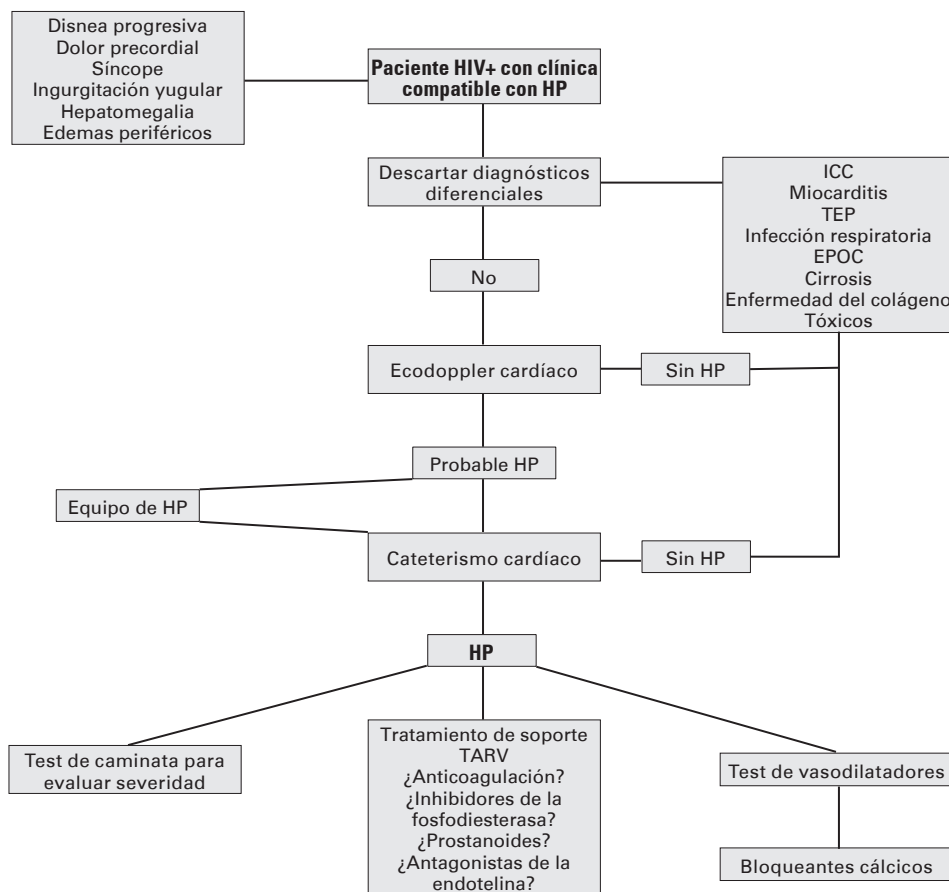 Disnea progresiva
Dolor precordial
Síncope
Ingurgitación yugular
Hepatomegalia
Edemas periféricos
Paciente HIV+ con clínica
compatible con HP
Descartar diagnósticos
diferenciales
ICC
Miocarditis
TEP
Infección respiratoria
EPOC
Cirrosis
Enfermedad del colágeno
Tóxicos
No
Ecodoppler cardíaco
Sin HP
Probable HP
Equipo de HP
Cateterismo cardíaco
Sin HP
HP
Test de caminata para
evaluar severidad
Tratamiento de soporte
TARV
¿Anticoagulación?
¿Inhibidores de la
fosfodiesterasa?
¿Prostanoides?
¿Antagonistas de la
endotelina?
Test de vasodilatadores
Bloqueantes cálcicos